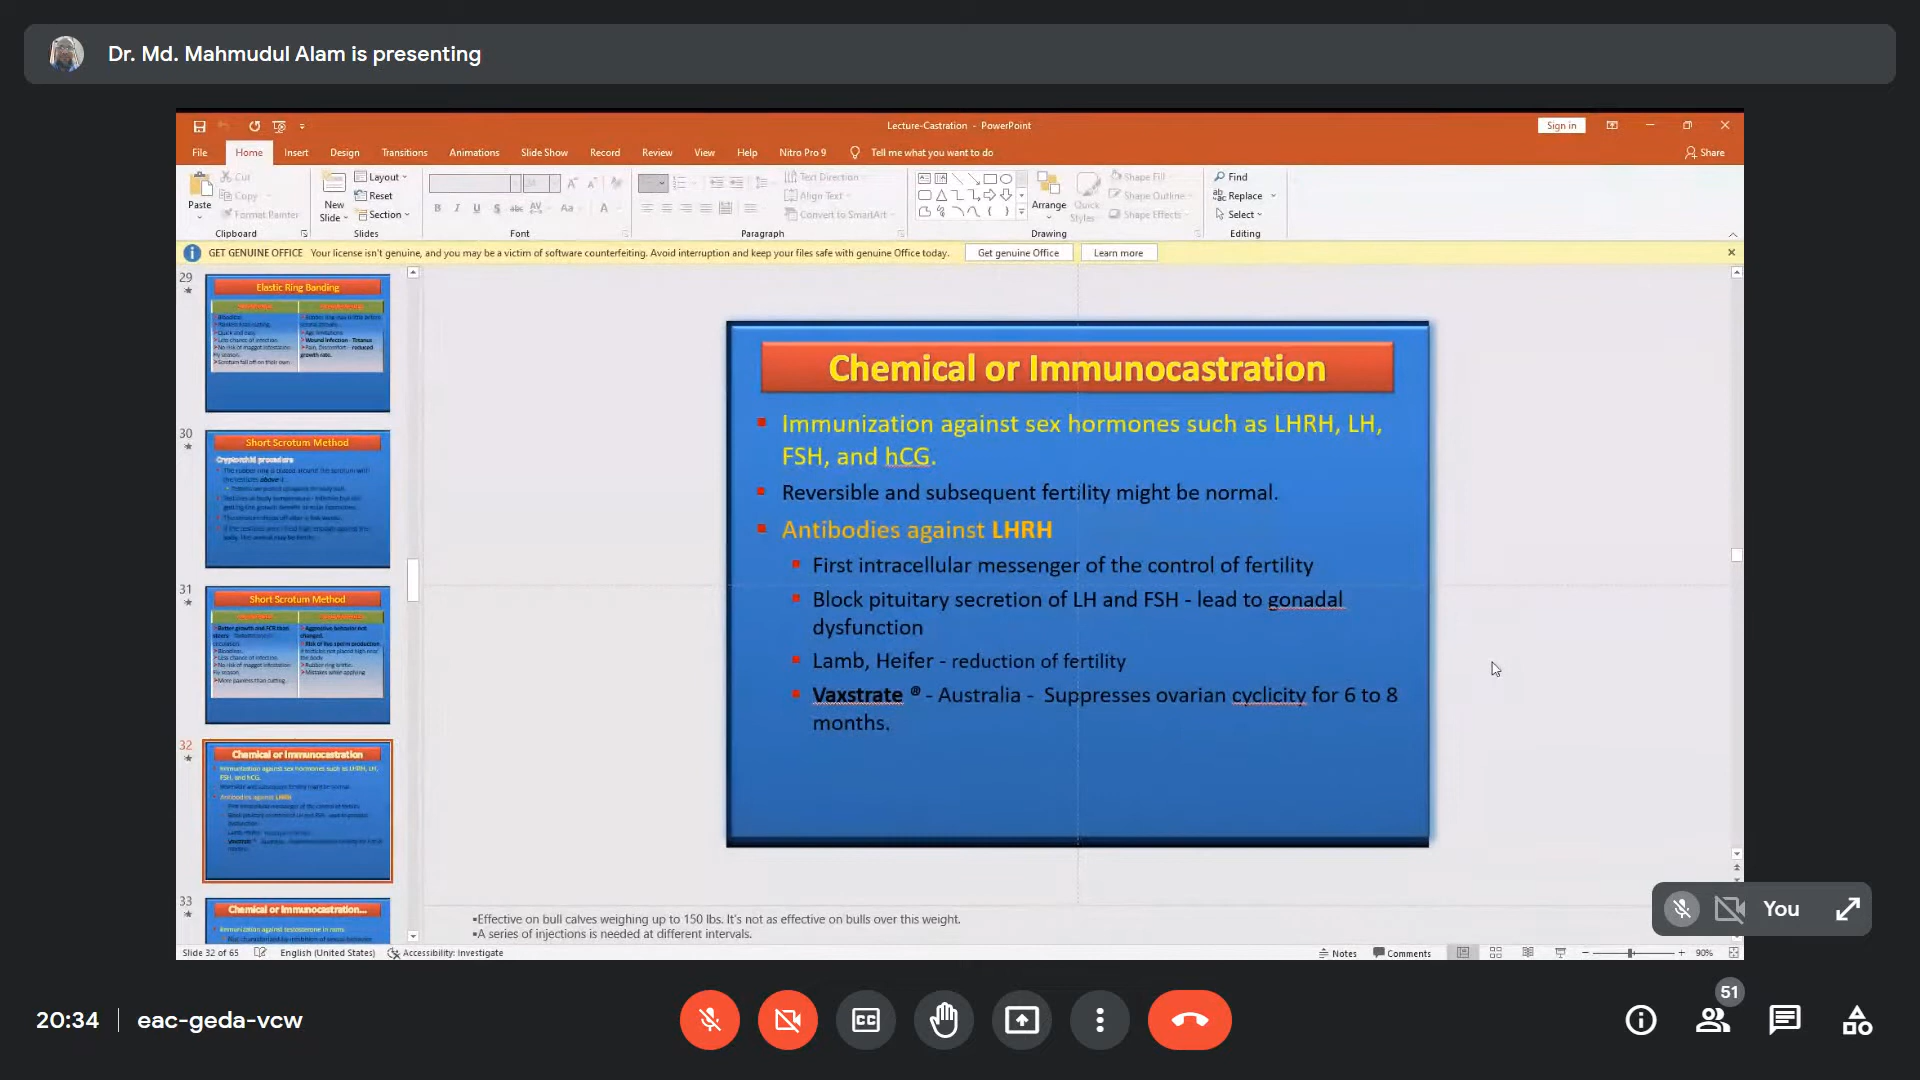 Dr. Md. Mahmudul Alam is presenting
Lecture-Castration - PowerPoint
Sign in
File Home Insert Design Transitions Animations Slide Show Record Review View Help Nitro Pro 9 Tell me what you want to do
Share
Paste
Cut
Copy
Format Painter
Clipboard
New
Slide
Layout
Reset
Section
Slides
Font
Paragraph
Text Direction
Align Text
Convert to SmartArt
Arrange
Quick
Styles
Shape Fill
Shape Outline
Shape Effects
Drawing
Find
Replace
Select
Editing
GET GENUINE OFFICE Your license isn't genuine, and you may be a victim of software counterfeiting. Avoid interruption and keep your files safe with genuine Office today.
Get genuine Office
Learn more
29
Elastic Ring Banding
30
Short Scrotum Method
Cryptorchid procedure
31
Short Scrotum Method
32
Chemical or Immunocastration
33
Chemical or Immunocastration...
Chemical or Immunocastration
Immunization against sex hormones such as LHRH, LH,
FSH, and hCG.
Reversible and subsequent fertility might be normal.
Antibodies against LHRH
First intracellular messenger of the control of fertility
Block pituitary secretion of LH and FSH - lead to gonadal
dysfunction
Lamb, Heifer - reduction of fertility
Vaxstrate ® - Australia - Suppresses ovarian cyclicity for 6 to 8
months.
▪Effective on bull calves weighing up to 150 lbs. It's not as effective on bulls over this weight.
▪A series of injections is needed at different intervals.
Slide 32 of 65 English (United States) Accessibility: Investigate
Notes Comments 90%
You
20:34 eac-geda-vcw
CC
51